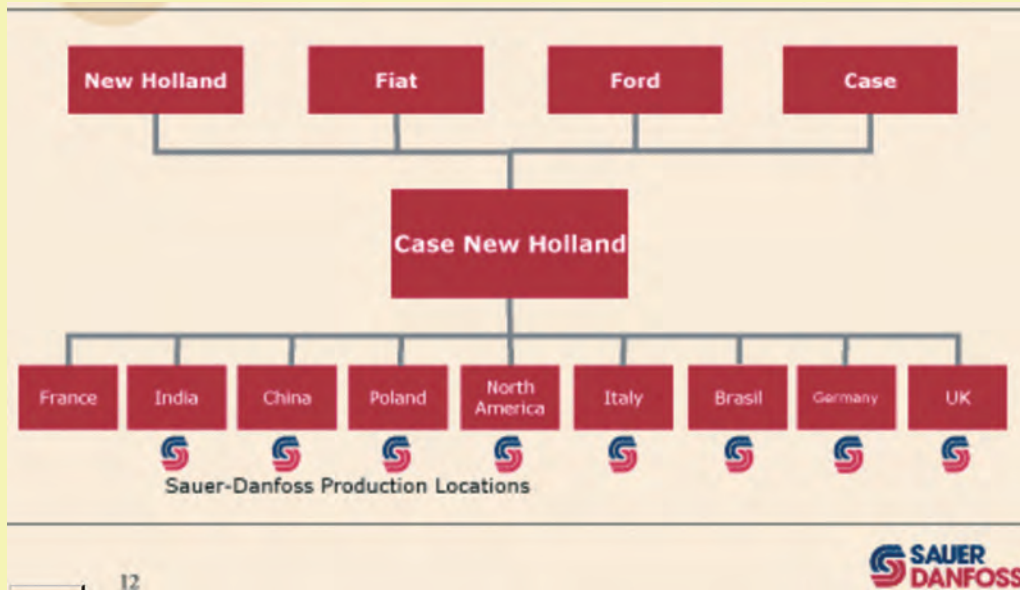 New Holland
Fiat
Ford
Case
Case New Holland
France
India
China
Poland
North
America
Italy
Brasil
Germany
UK
Sauer-Danfoss Production Locations
12
SAUER
DANFOSS